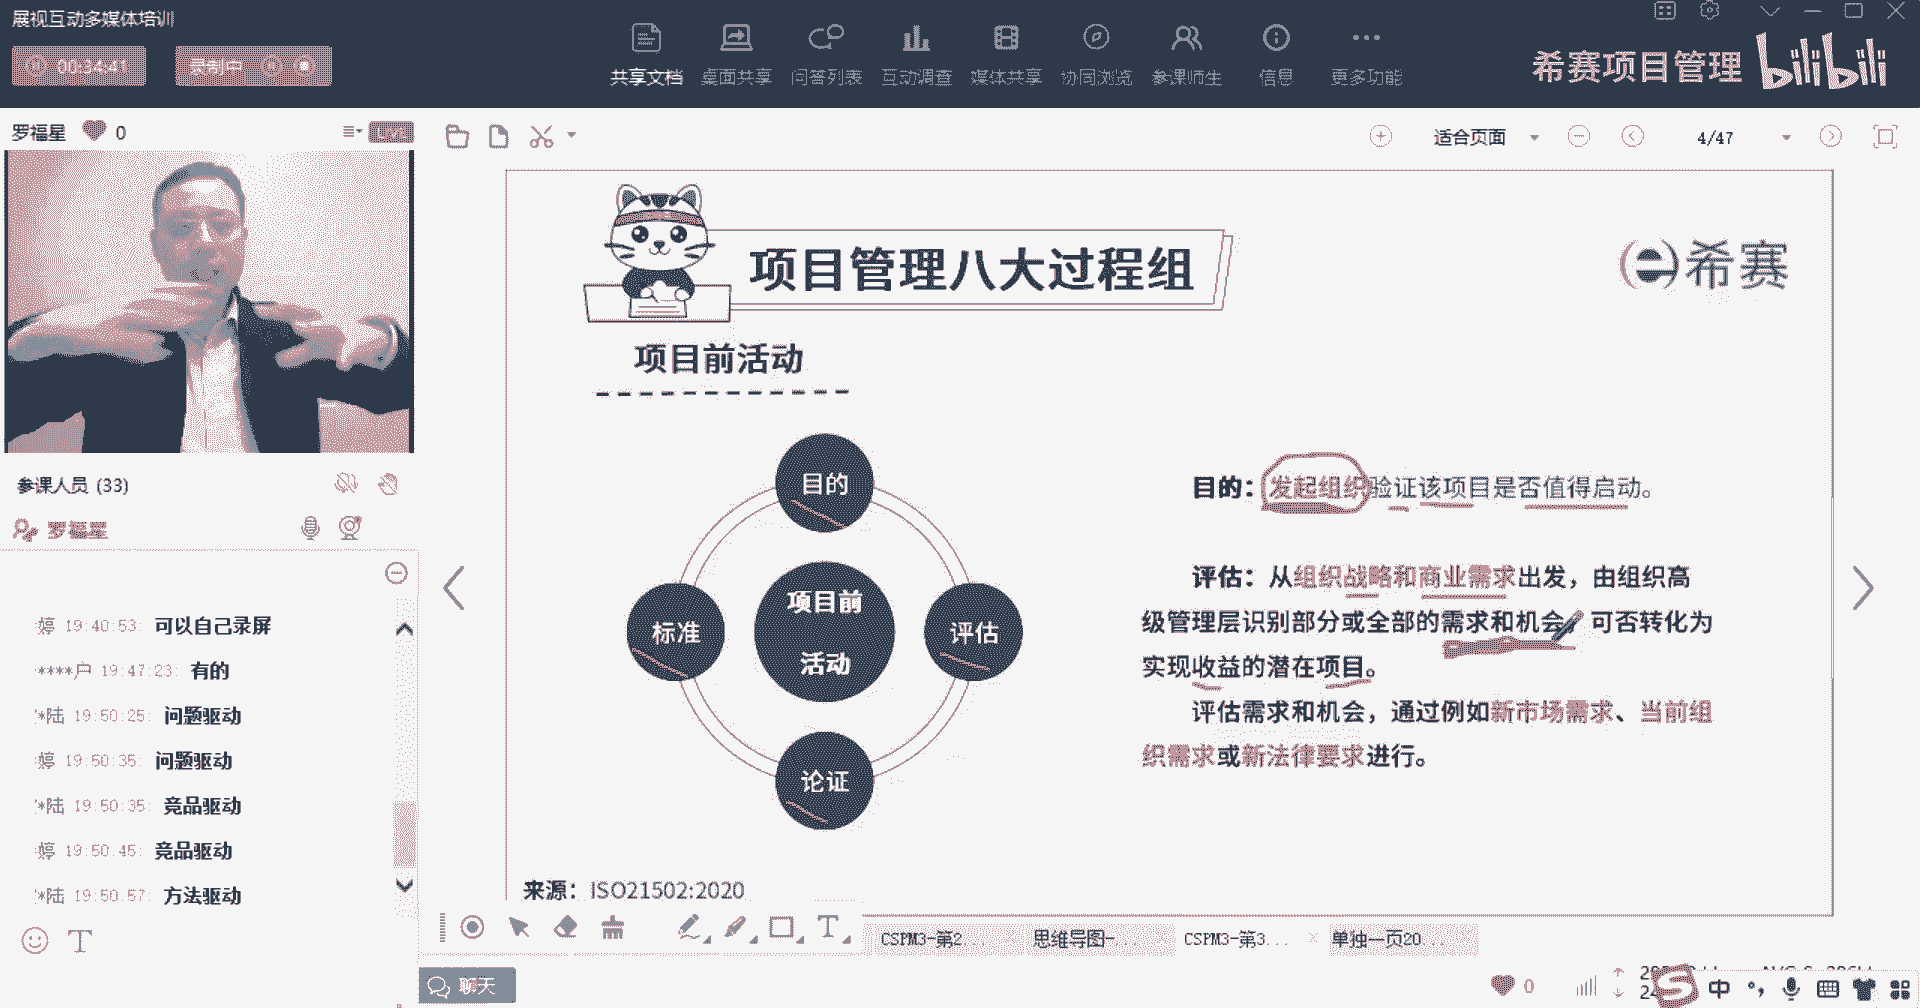 展视互动多媒体培训
00:34:41
录制中
共享文档 桌面共享 问答列表 互动调查 媒体共享 协同浏览 参课师生 信息 更多功能
希赛项目管理 bilibili
罗福星 0
LIVE
适合页面
4/47
项目管理八大过程组
希赛
项目前活动
目的
标准
项目前
活动
评估
论证
目的：发起组织验证该项目是否值得启动。
评估：从组织战略和商业需求出发，由组织高
级管理层识别部分或全部的需求和机会，可否转化为
实现收益的潜在项目。
评估需求和机会，通过例如新市场需求、当前组
织需求或新法律要求进行。
来源：ISO21502:2020
参课人员 (33)
罗福星
婷 19:40:53: 可以自己录屏
****户 19:47:23: 有的
*陆 19:50:25: 问题驱动
婷 19:50:35: 问题驱动
*陆 19:50:35: 竞品驱动
婷 19:50:45: 竞品驱动
*陆 19:50:57: 方法驱动
T
T
CSPM3-第2...
思维导图-...
CSPM3-第3...
单独一页20...
聊天
0
S 中